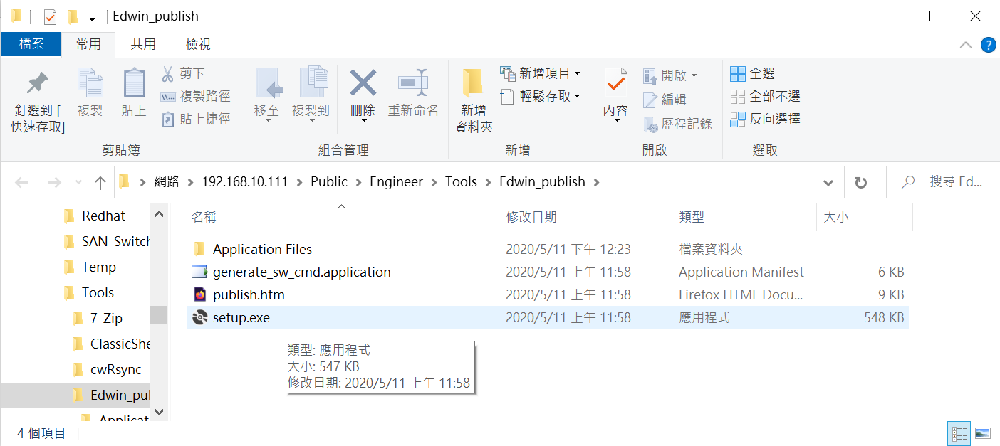 Edwin_publish
檔案 常用 共用 檢視
釘選到 [
快速存取]
複製
貼上
剪下
複製路徑
貼上捷徑
剪貼簿
移至
複製到
刪除
重新命名
組合管理
新增
資料夾
新增項目
輕鬆存取
新增
內容
開啟
編輯
歷程記錄
開啟
全選
全部不選
反向選擇
選取
網路 192.168.10.111 Public Engineer Tools Edwin_publish
搜尋 Ed...
Redhat
SAN_Switch
Temp
Tools
7-Zip
ClassicShe
cwRsync
Edwin_pul
Applicat
名稱 修改日期 類型 大小
Application Files 2020/5/11 下午 12:23 檔案資料夾
generate_sw_cmd.application 2020/5/11 上午 11:58 Application Manifest 6 KB
publish.htm 2020/5/11 上午 11:58 Firefox HTML Docu... 9 KB
setup.exe 2020/5/11 上午 11:58 應用程式 548 KB
類型: 應用程式
大小: 547 KB
修改日期: 2020/5/11 上午 11:58
4 個項目